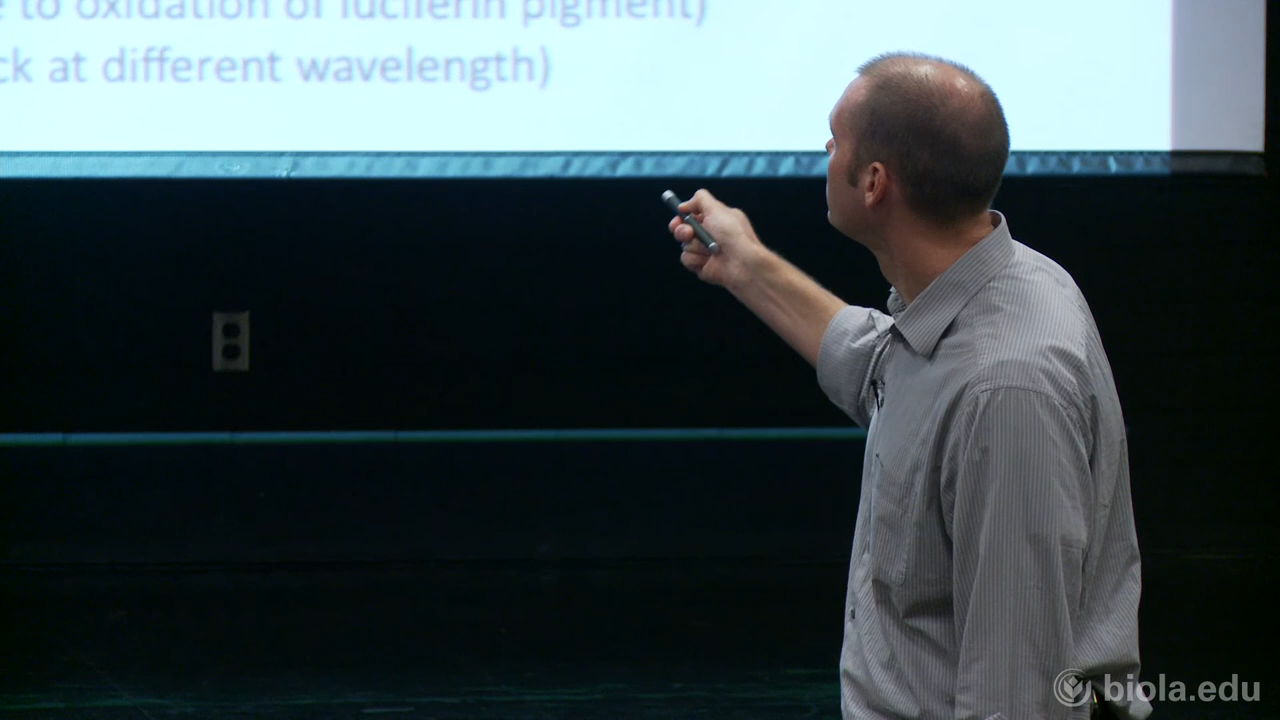 to oxidation of luciferin pigment)
ck at different wavelength)
biola.edu